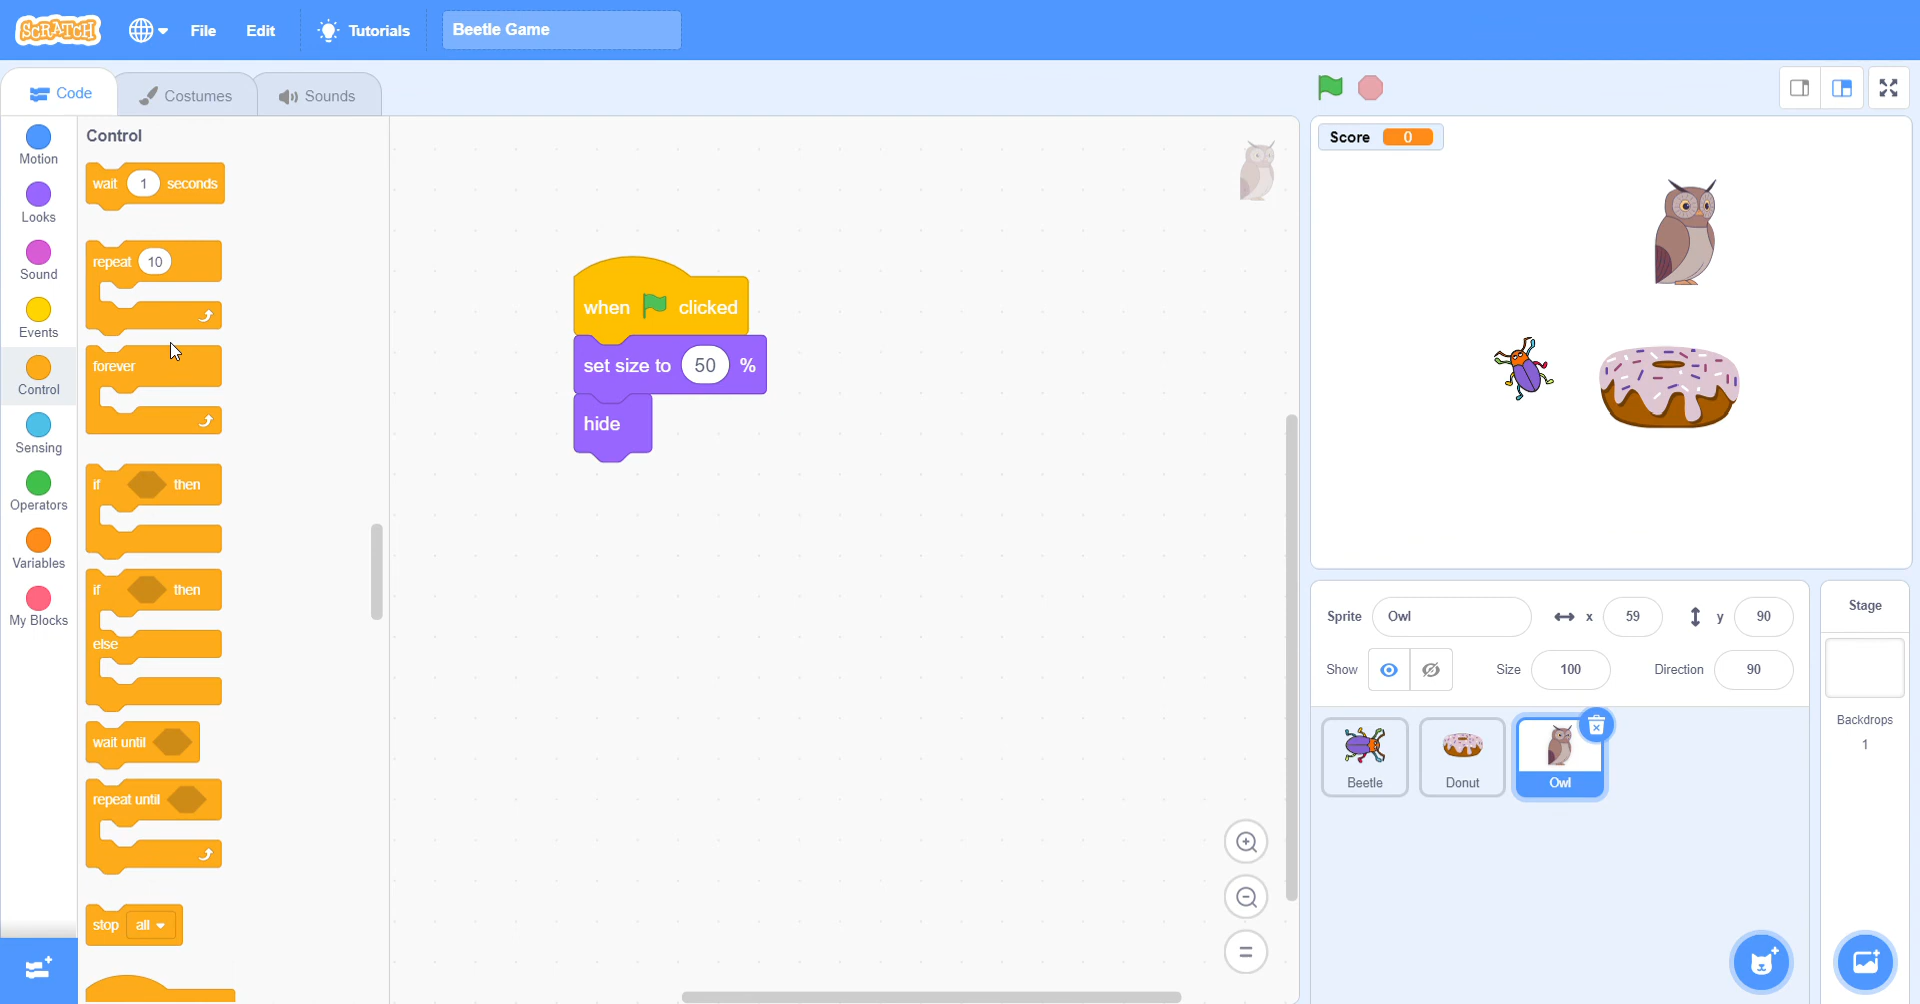 SCRATCH File Edit Tutorials Beetle Game
Code Costumes Sounds
Motion
Looks
Sound
Events
Control
Sensing
Operators
Variables
My Blocks
Control
wait 1 seconds
repeat 10
forever
if then
if then
else
wait until
repeat until
stop all
when clicked
set size to 50 %
hide
Score 0
Sprite Owl x 59 y 90
Show Size 100 Direction 90
Beetle Donut Owl
Stage
Backdrops
1